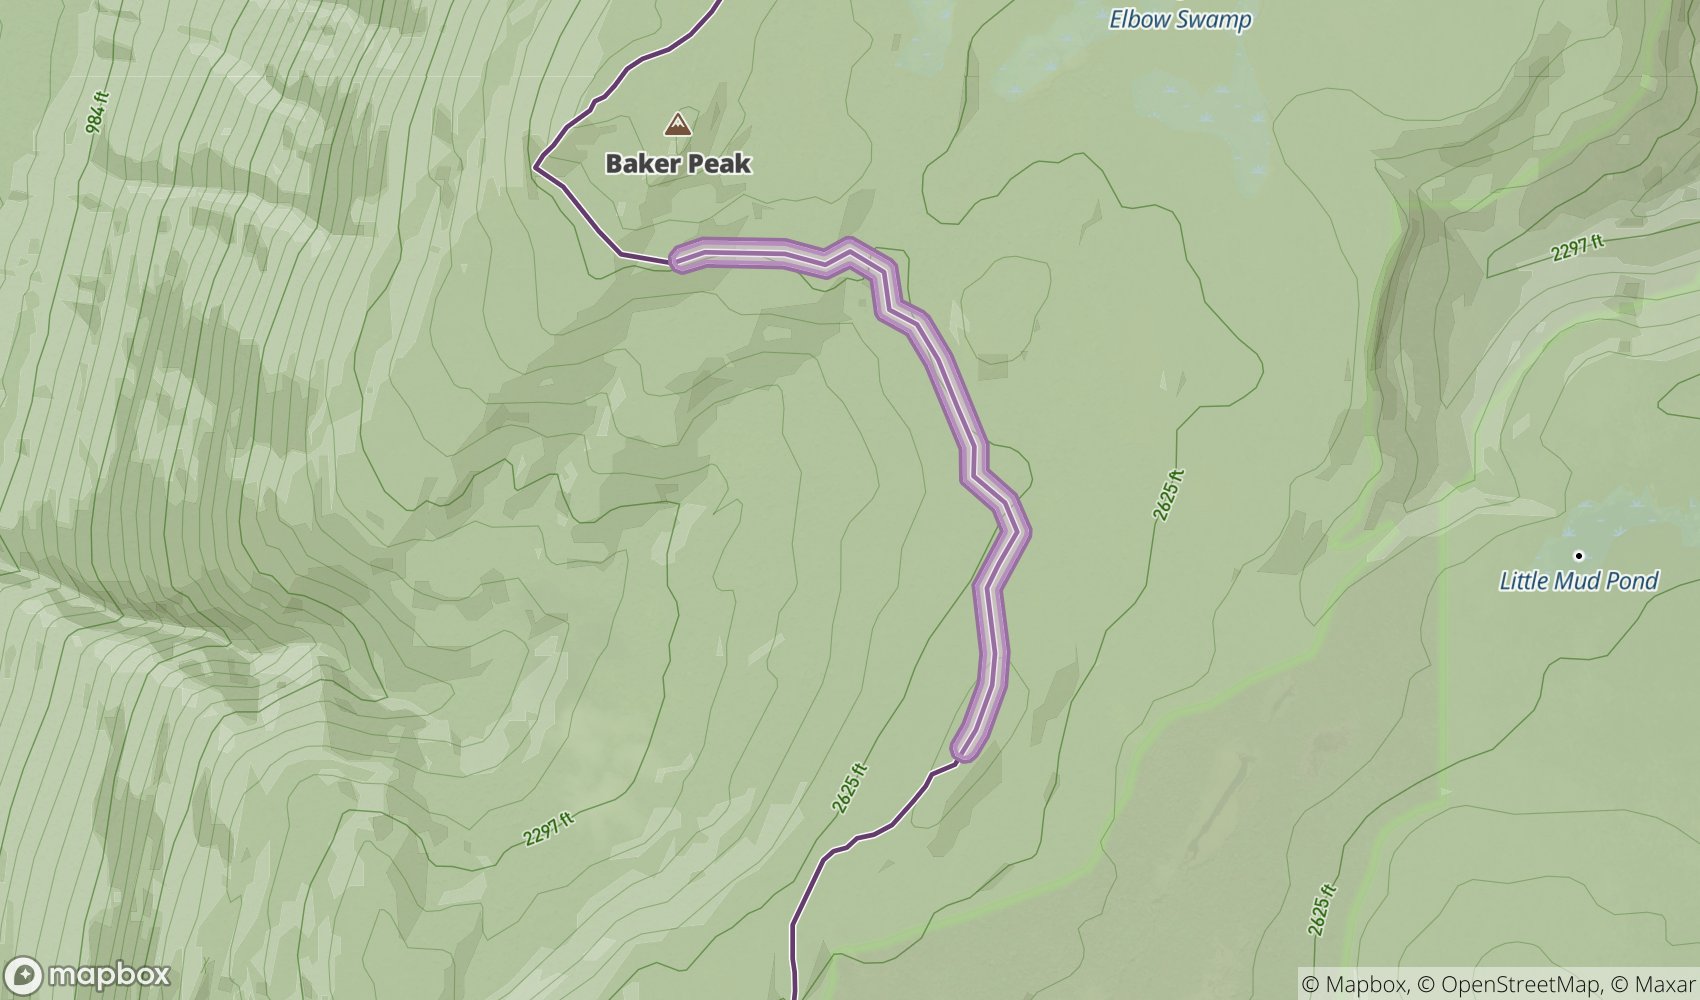 Elbow Swamp
984 ft
Baker Peak
2297 ft
2625 ft
Little Mud Pond
2625 ft
2297 ft
2625 ft
mapbox
© Mapbox, © OpenStreetMap, © Maxar